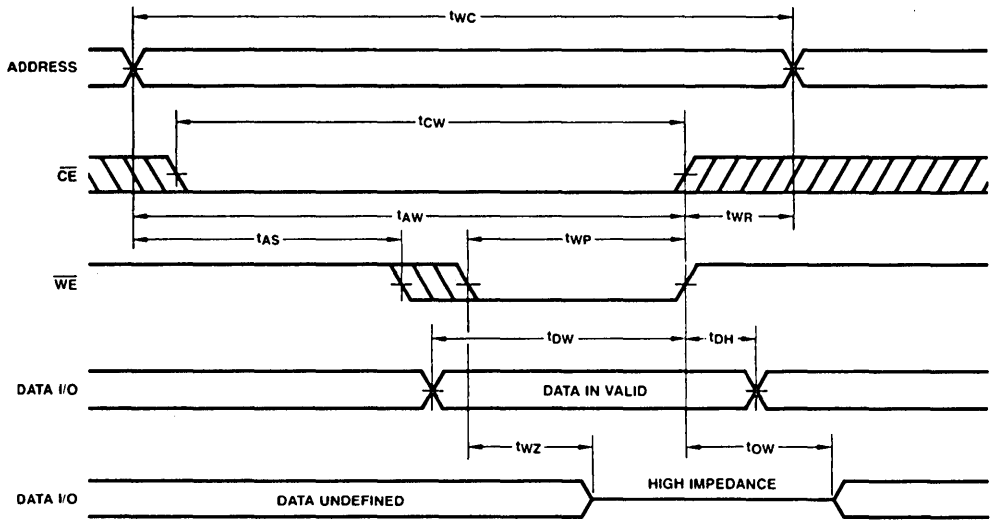 tWC
ADDRESS
tCW
CE
tAW
tWR
tAS
tWP
WE
tDW
tDH
DATA I/O
DATA IN VALID
tWZ
tOW
HIGH IMPEDANCE
DATA I/O
DATA UNDEFINED